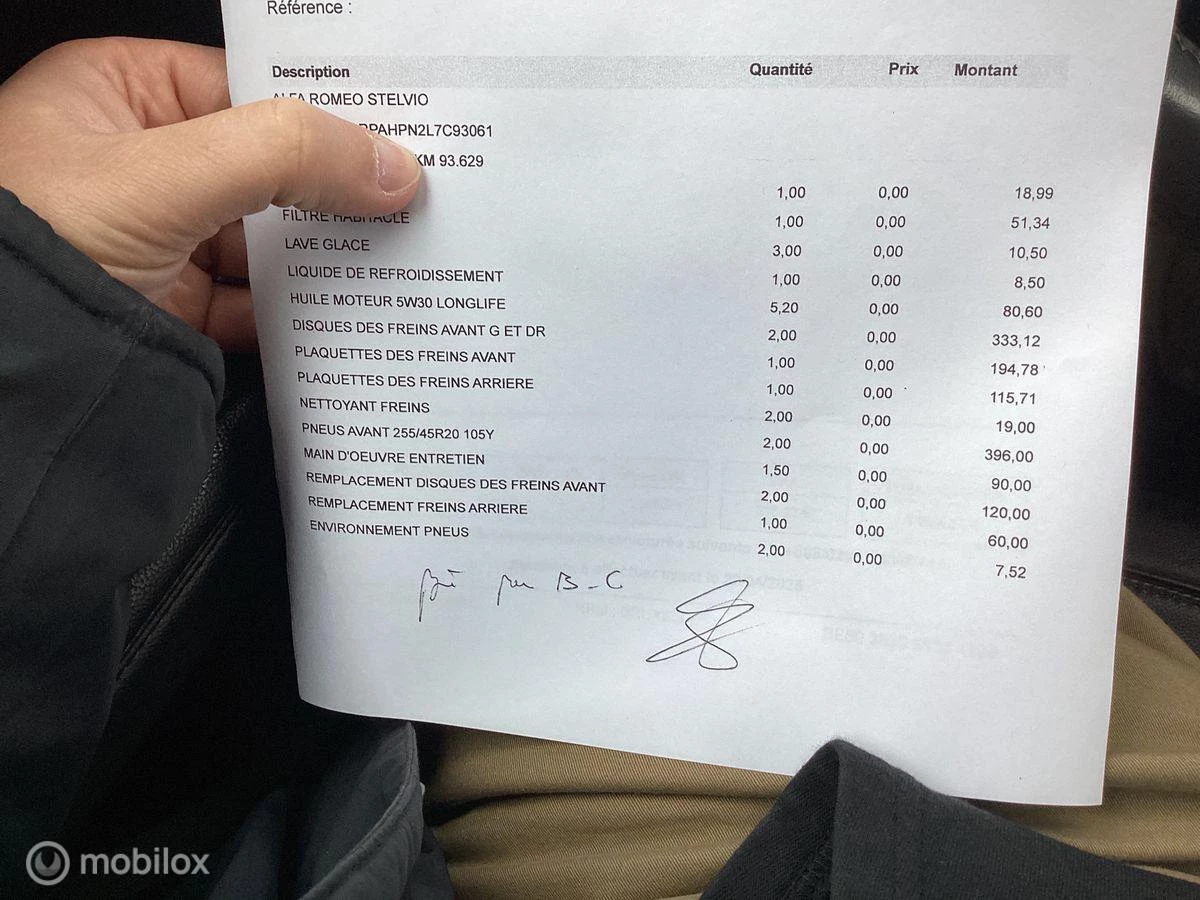 Référence :
Description Quantité Prix Montant
ALFA ROMEO STELVIO
PAHPN2L7C93061
KM 93.629
1,00 0,00 18,99
FILTRE HABITACLE 1,00 0,00 51,34
LAVE GLACE 3,00 0,00 10,50
LIQUIDE DE REFROIDISSEMENT 1,00 0,00 8,50
HUILE MOTEUR 5W30 LONGLIFE 5,20 0,00 80,60
DISQUES DES FREINS AVANT G ET DR 2,00 0,00 333,12
PLAQUETTES DES FREINS AVANT 1,00 0,00 194,78
PLAQUETTES DES FREINS ARRIERE 1,00 0,00 115,71
NETTOYANT FREINS 2,00 0,00 19,00
PNEUS AVANT 255/45R20 105Y 2,00 0,00 396,00
MAIN D'OEUVRE ENTRETIEN 1,50 0,00 90,00
REMPLACEMENT DISQUES DES FREINS AVANT 2,00 0,00 120,00
REMPLACEMENT FREINS ARRIERE 1,00 0,00 60,00
ENVIRONNEMENT PNEUS 2,00 0,00 7,52
B-C
mobilox